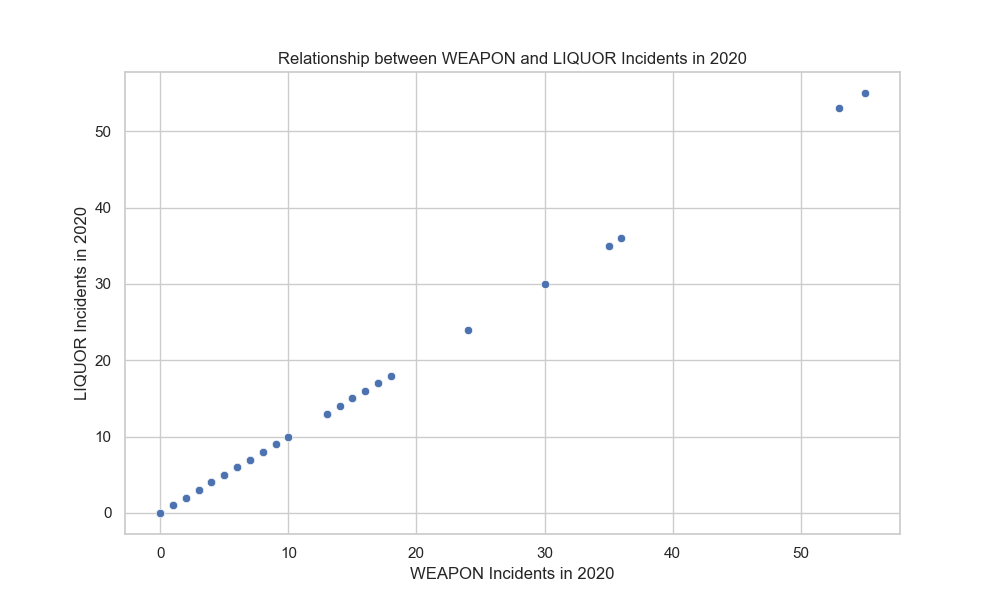 Relationship between WEAPON and LIQUOR Incidents in 2020
LIQUOR Incidents in 2020
50
40
30
20
10
0
0 10 20 30 40 50
WEAPON Incidents in 2020